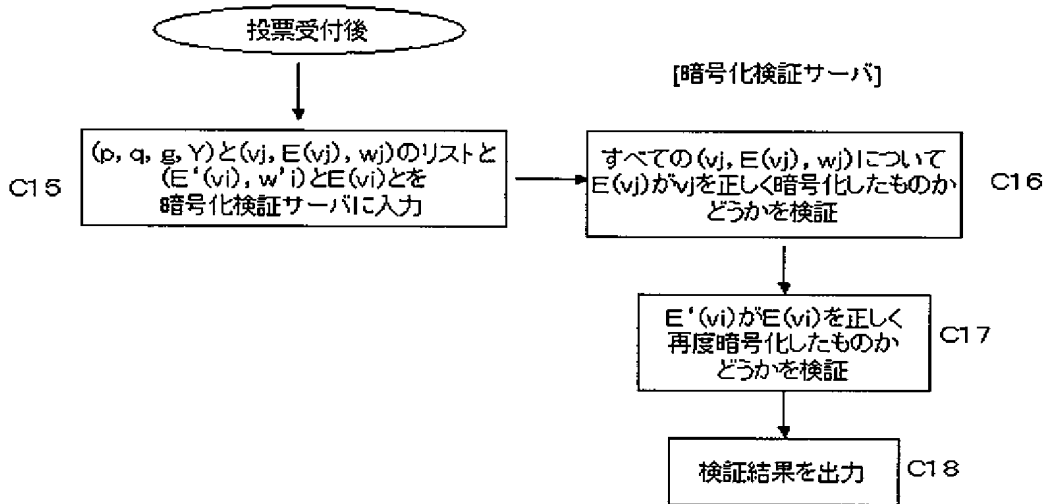 投票受付後
[暗号化検証サーバ]
(p, q, g, Y)と(vj, E(vj), wj)のリストと
(E'(vi), w'i)とE(vi)とを
暗号化検証サーバに入力
C15
すべての(vj, E(vj), wj)について
E(vj)がvjを正しく暗号化したものか
どうかを検証
C16
E'(vi)がE(vi)を正しく
再度暗号化したものか
どうかを検証
C17
検証結果を出力
C18